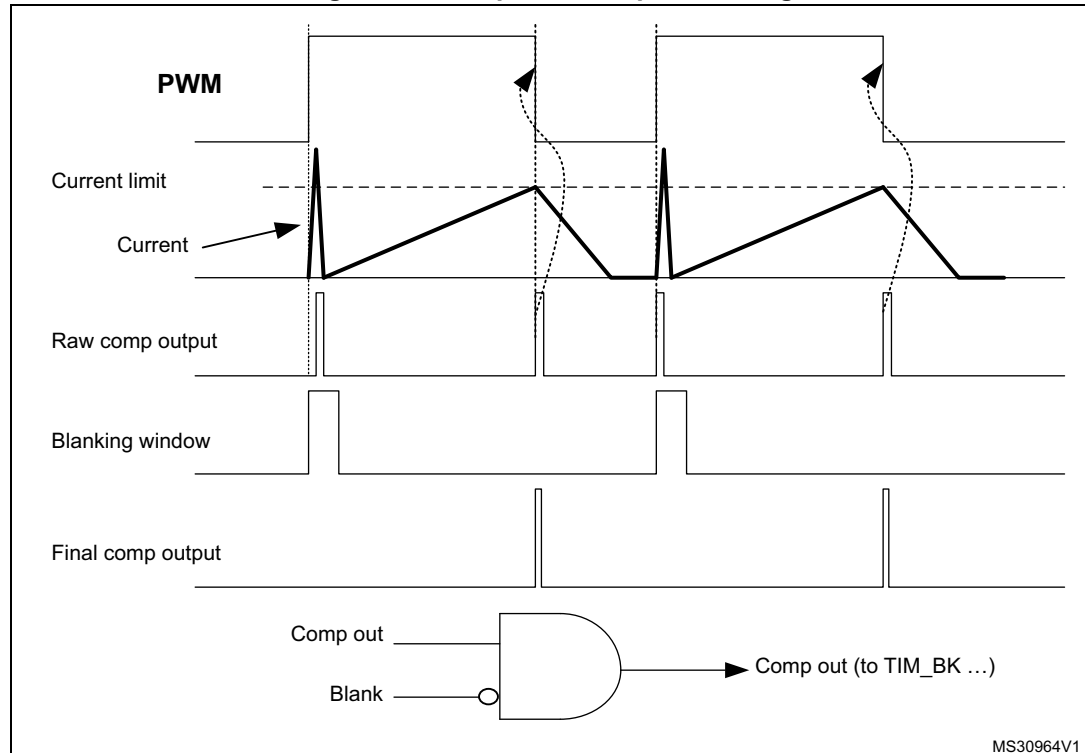 PWM
Current limit
Current
Raw comp output
Blanking window
Final comp output
Comp out
Comp out (to TIM_BK …)
Blank
MS30964V1